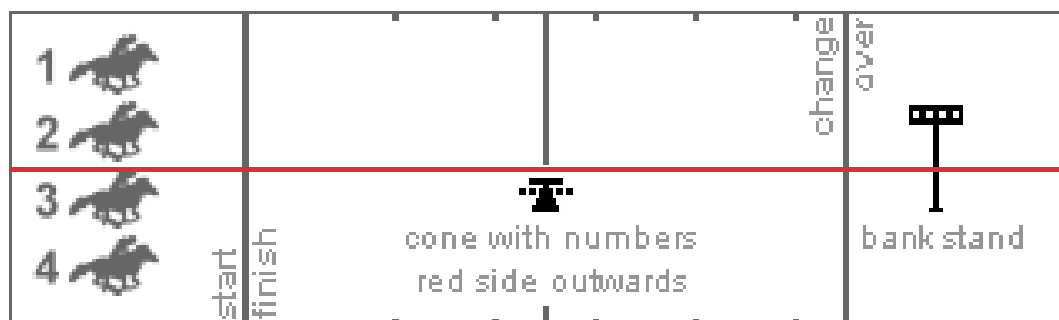 1
2
3
4
start
finish
cone with numbers
red side outwards
change
over
bank stand